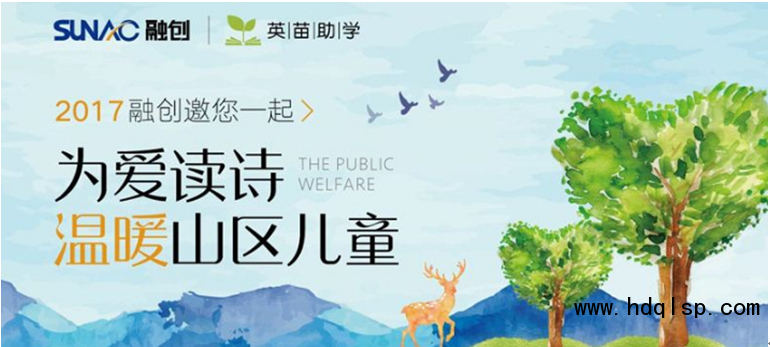 SUNAC 融创 | 英|苗|助|学
2017融创邀您一起>
为爱读诗
THE PUBLIC
WELFARE
温暖山区儿童
www.hdqlsp.com